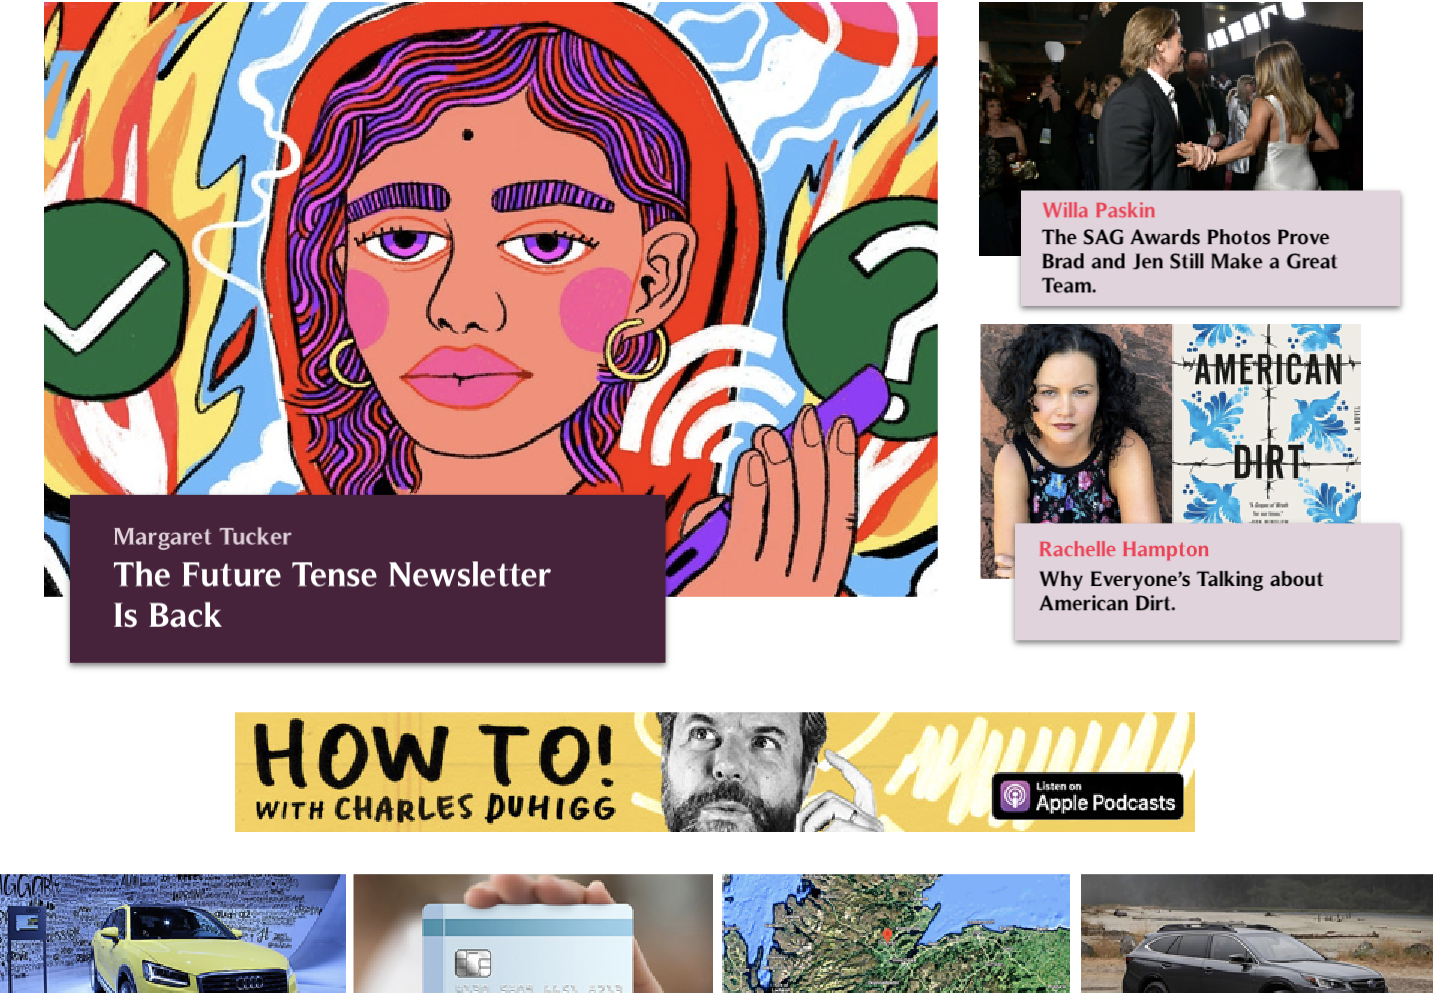 Margaret Tucker
The Future Tense Newsletter
Is Back
Willa Paskin
The SAG Awards Photos Prove
Brad and Jen Still Make a Great
Team.
AMERICAN
DIRT
A NOVEL
Rachelle Hampton
Why Everyone's Talking about
American Dirt.
HOW TO!
WITH CHARLES DUHIGG
Listen on
Apple Podcasts